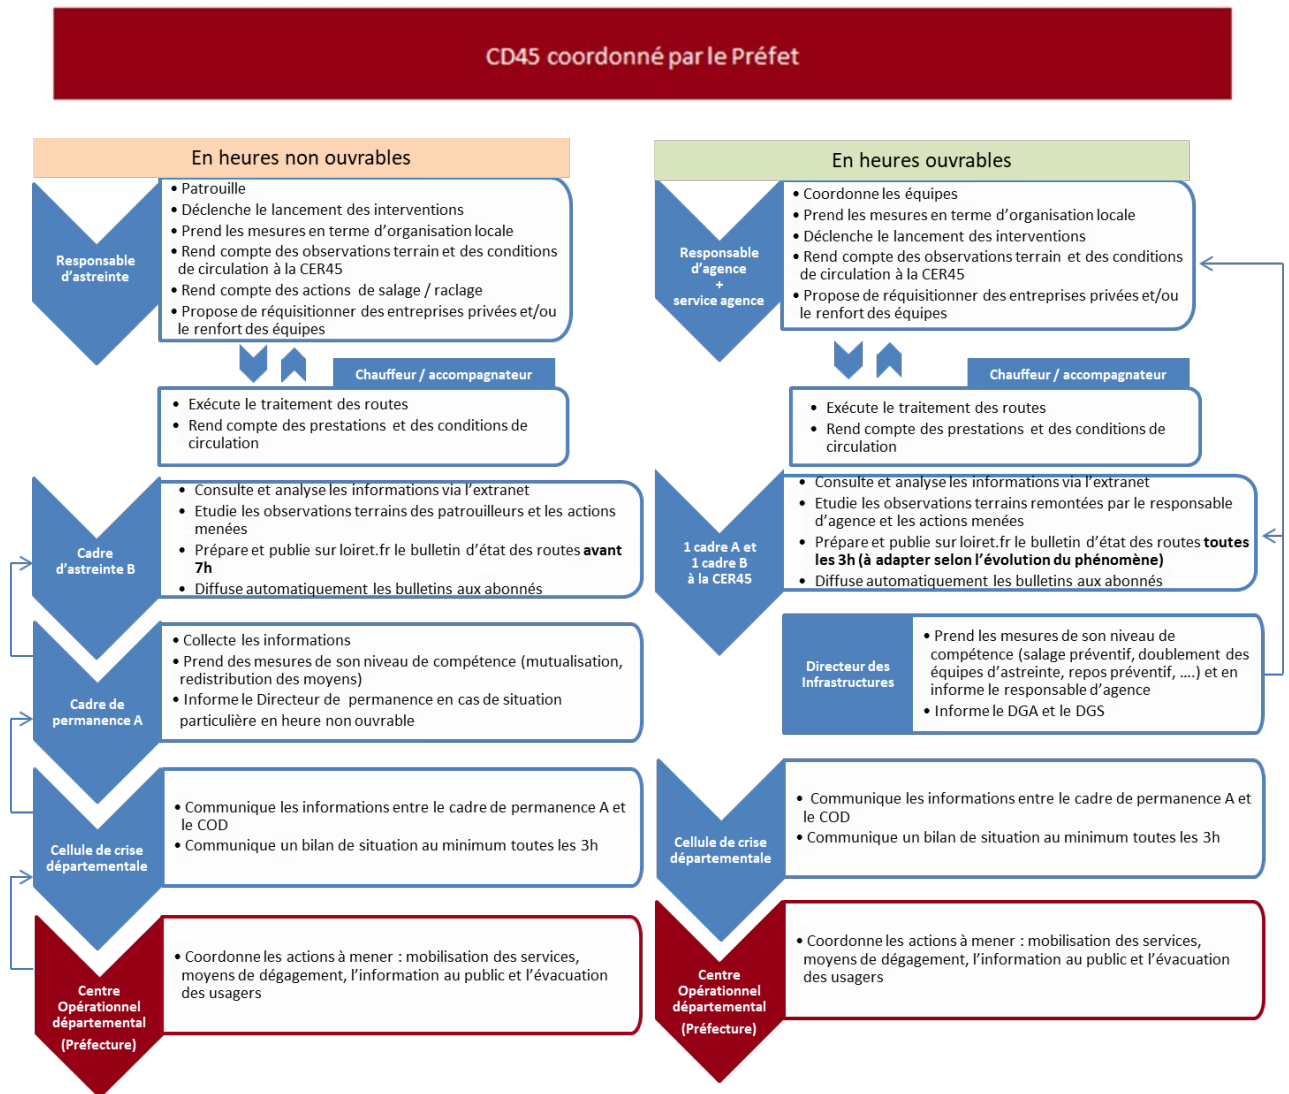 CD45 coordonné par le Préfet
En heures non ouvrables
Responsable
d'astreinte
• Patrouille
• Déclenche le lancement des interventions
• Prend les mesures en terme d'organisation locale
• Rend compte des observations terrain et des conditions
de circulation à la CER45
• Rend compte des actions de salage / raclage
• Propose de réquisitionner des entreprises privées et/ou
le renfort des équipes
Chauffeur / accompagnateur
• Exécute le traitement des routes
• Rend compte des prestations et des conditions de
circulation
Cadre
d'astreinte B
• Consulte et analyse les informations via l'extranet
• Etudie les observations terrains des patrouilleurs et les actions
menées
• Prépare et publie sur loiret.fr le bulletin d'état des routes avant
7h
• Diffuse automatiquement les bulletins aux abonnés
Cadre de
permanence A
• Collecte les informations
• Prend des mesures de son niveau de compétence (mutualisation,
redistribution des moyens)
• Informe le Directeur de permanence en cas de situation
particulière en heure non ouvrable
Cellule de crise
départementale
• Communique les informations entre le cadre de permanence A et
le COD
• Communique un bilan de situation au minimum toutes les 3h
Centre
Opérationnel
départemental
(Préfecture)
• Coordonne les actions à mener : mobilisation des services,
moyens de dégagement, l'information au public et l'évacuation
des usagers
En heures ouvrables
Responsable
d'agence
+
service agence
• Coordonne les équipes
• Prend les mesures en terme d'organisation locale
• Déclenche le lancement des interventions
• Rend compte des observations terrain et des conditions
de circulation à la CER45
• Propose de réquisitionner des entreprises privées et/ou
le renfort des équipes
Chauffeur / accompagnateur
• Exécute le traitement des routes
• Rend compte des prestations et des conditions de
circulation
1 cadre A et
1 cadre B
à la CER45
• Consulte et analyse les informations via l'extranet
• Etudie les observations terrains remontées par le responsable
d'agence et les actions menées
• Prépare et publie sur loiret.fr le bulletin d'état des routes toutes
les 3h (à adapter selon l'évolution du phénomène)
• Diffuse automatiquement les bulletins aux abonnés
Directeur des
Infrastructures
• Prend les mesures de son niveau de
compétence (salage préventif, doublement des
équipes d'astreinte, repos préventif, ....) et en
informe le responsable d'agence
• Informe le DGA et le DGS
Cellule de crise
départementale
• Communique les informations entre le cadre de permanence A et
le COD
• Communique un bilan de situation au minimum toutes les 3h
Centre
Opérationnel
départemental
(Préfecture)
• Coordonne les actions à mener : mobilisation des services,
moyens de dégagement, l'information au public et l'évacuation
des usagers